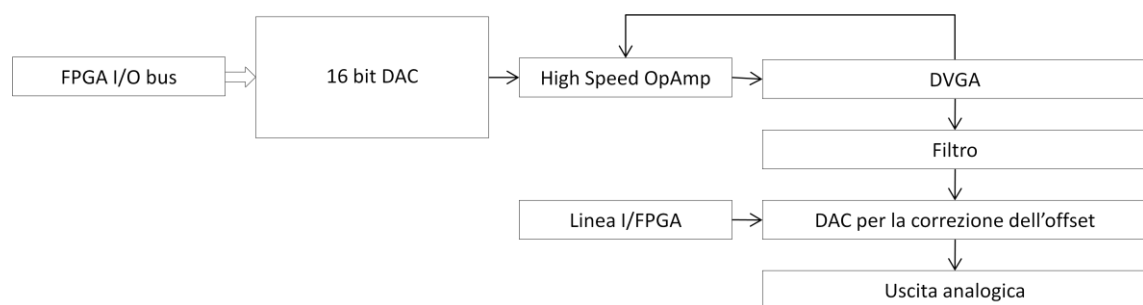 FPGA I/O bus
16 bit DAC
High Speed OpAmp
DVGA
Filtro
Linea I/FPGA
DAC per la correzione dell’offset
Uscita analogica